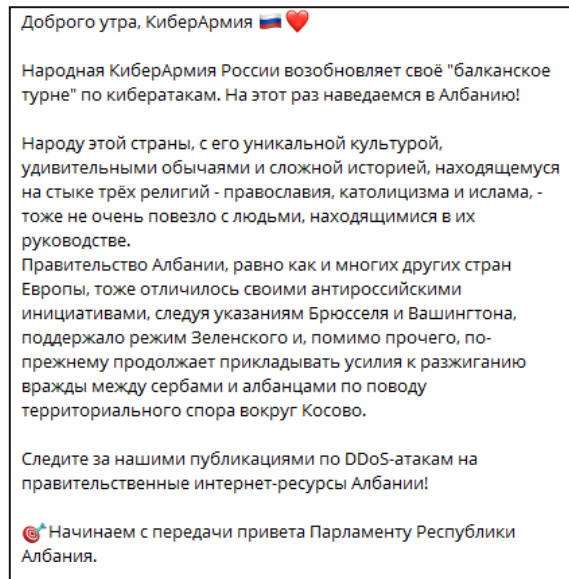 Доброго утра, КиберАрмия 🇷🇺❤️
Народная КиберАрмия России возобновляет своё "балканское
турне" по кибератакам. На этот раз наведаемся в Албанию!
Народу этой страны, с его уникальной культурой,
удивительными обычаями и сложной историей, находящемуся
на стыке трёх религий - православия, католицизма и ислама, -
тоже не очень повезло с людьми, находящимися в их
руководстве.
Правительство Албании, равно как и многих других стран
Европы, тоже отличилось своими антироссийскими
инициативами, следуя указаниям Брюсселя и Вашингтона,
поддержало режим Зеленского и, помимо прочего, по-
прежнему продолжает прикладывать усилия к разжиганию
вражды между сербами и албанцами по поводу
территориального спора вокруг Косово.
Следите за нашими публикациями по DDoS-атакам на
правительственные интернет-ресурсы Албании!
🎯Начинаем с передачи привета Парламенту Республики
Албания.